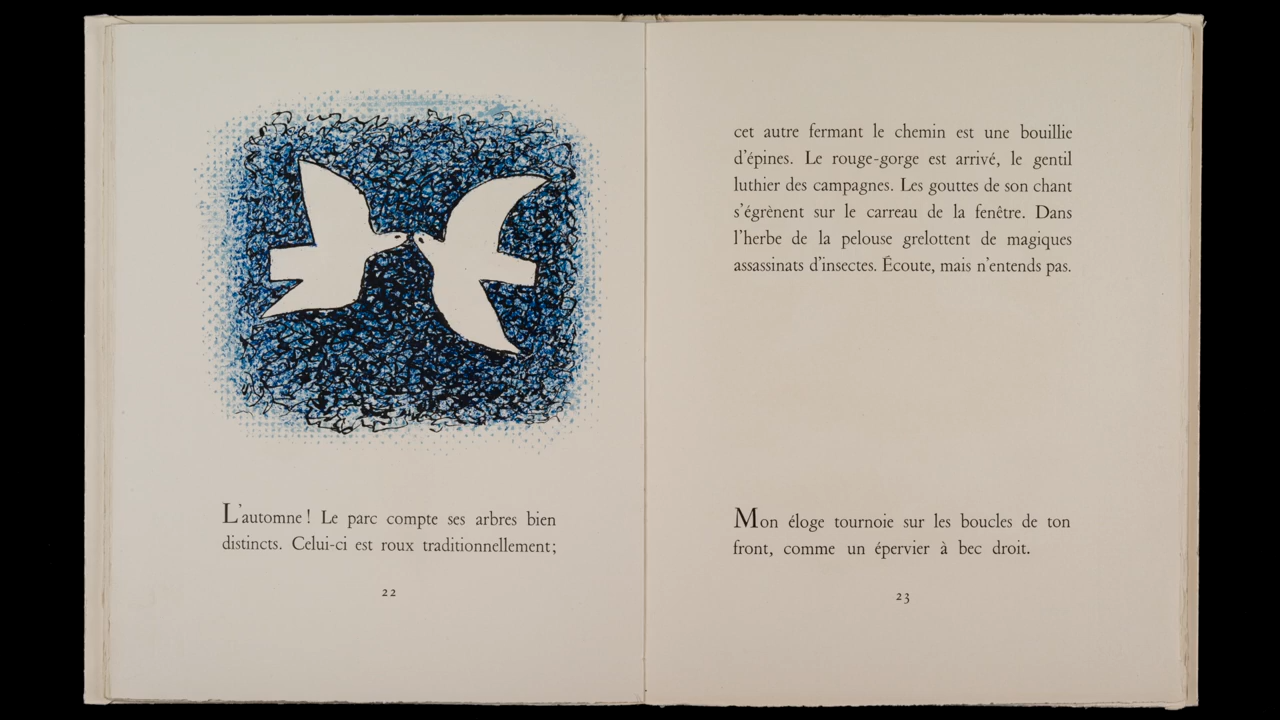 L'automne! Le parc compte ses arbres bien
distincts. Celui-ci est roux traditionnellement;
22
cet autre fermant le chemin est une bouillie
d'épines. Le rouge-gorge est arrivé, le gentil
luthier des campagnes. Les gouttes de son chant
s'égrènent sur le carreau de la fenêtre. Dans
l'herbe de la pelouse grelottent de magiques
assassinats d'insectes. Écoute, mais n'entends pas.
Mon éloge tournoie sur les boucles de ton
front, comme un épervier à bec droit.
23